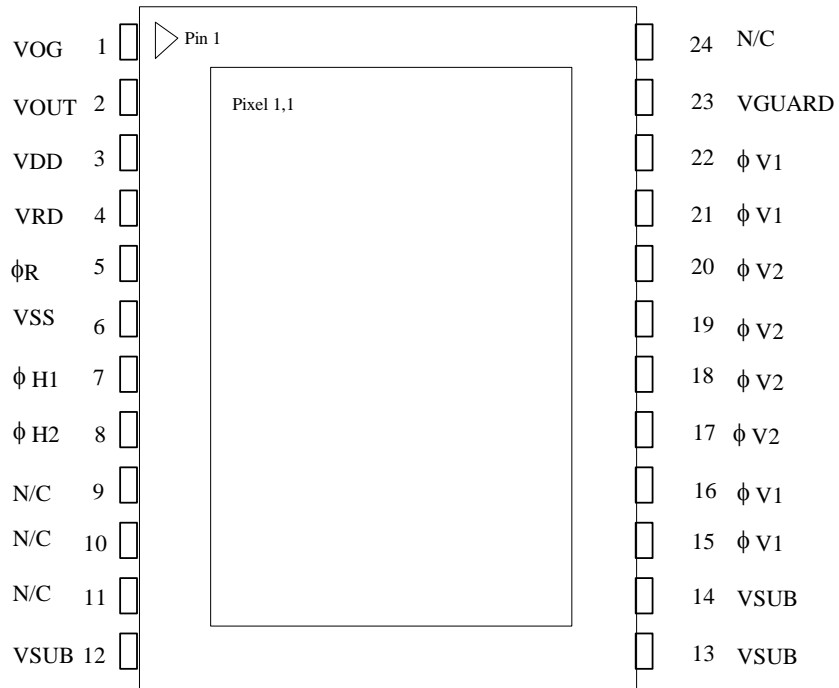 VOG 1 Pin 1 24 N/C
VOUT 2 Pixel 1,1 23 VGUARD
VDD 3 22 ϕ V1
VRD 4 21 ϕ V1
ϕR 5 20 ϕ V2
VSS 6 19 ϕ V2
ϕ H1 7 18 ϕ V2
ϕ H2 8 17 ϕ V2
N/C 9 16 ϕ V1
N/C 10 15 ϕ V1
N/C 11 14 VSUB
VSUB 12 13 VSUB